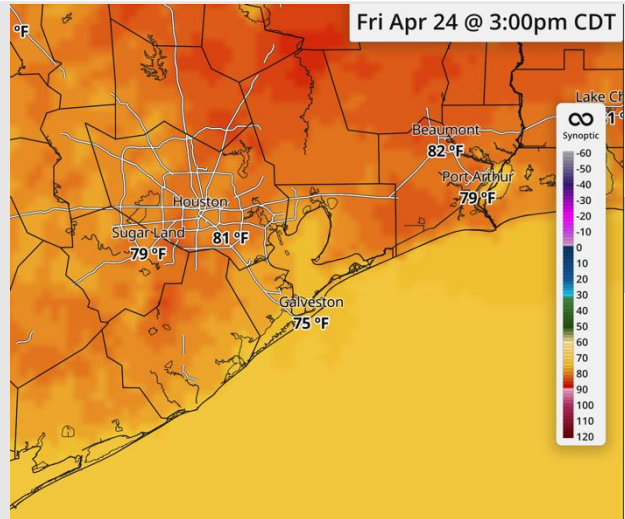 °F
Fri Apr 24 @ 3:00pm CDT
Lake Ch
Synoptic
Beaumont
82 °F
Port Arthur
79 °F
Houston
81 °F
Sugar Land
79 °F
Galveston
75 °F
-60
-50
-40
-30
-20
-10
0
10
20
30
40
50
60
70
80
90
100
110
120